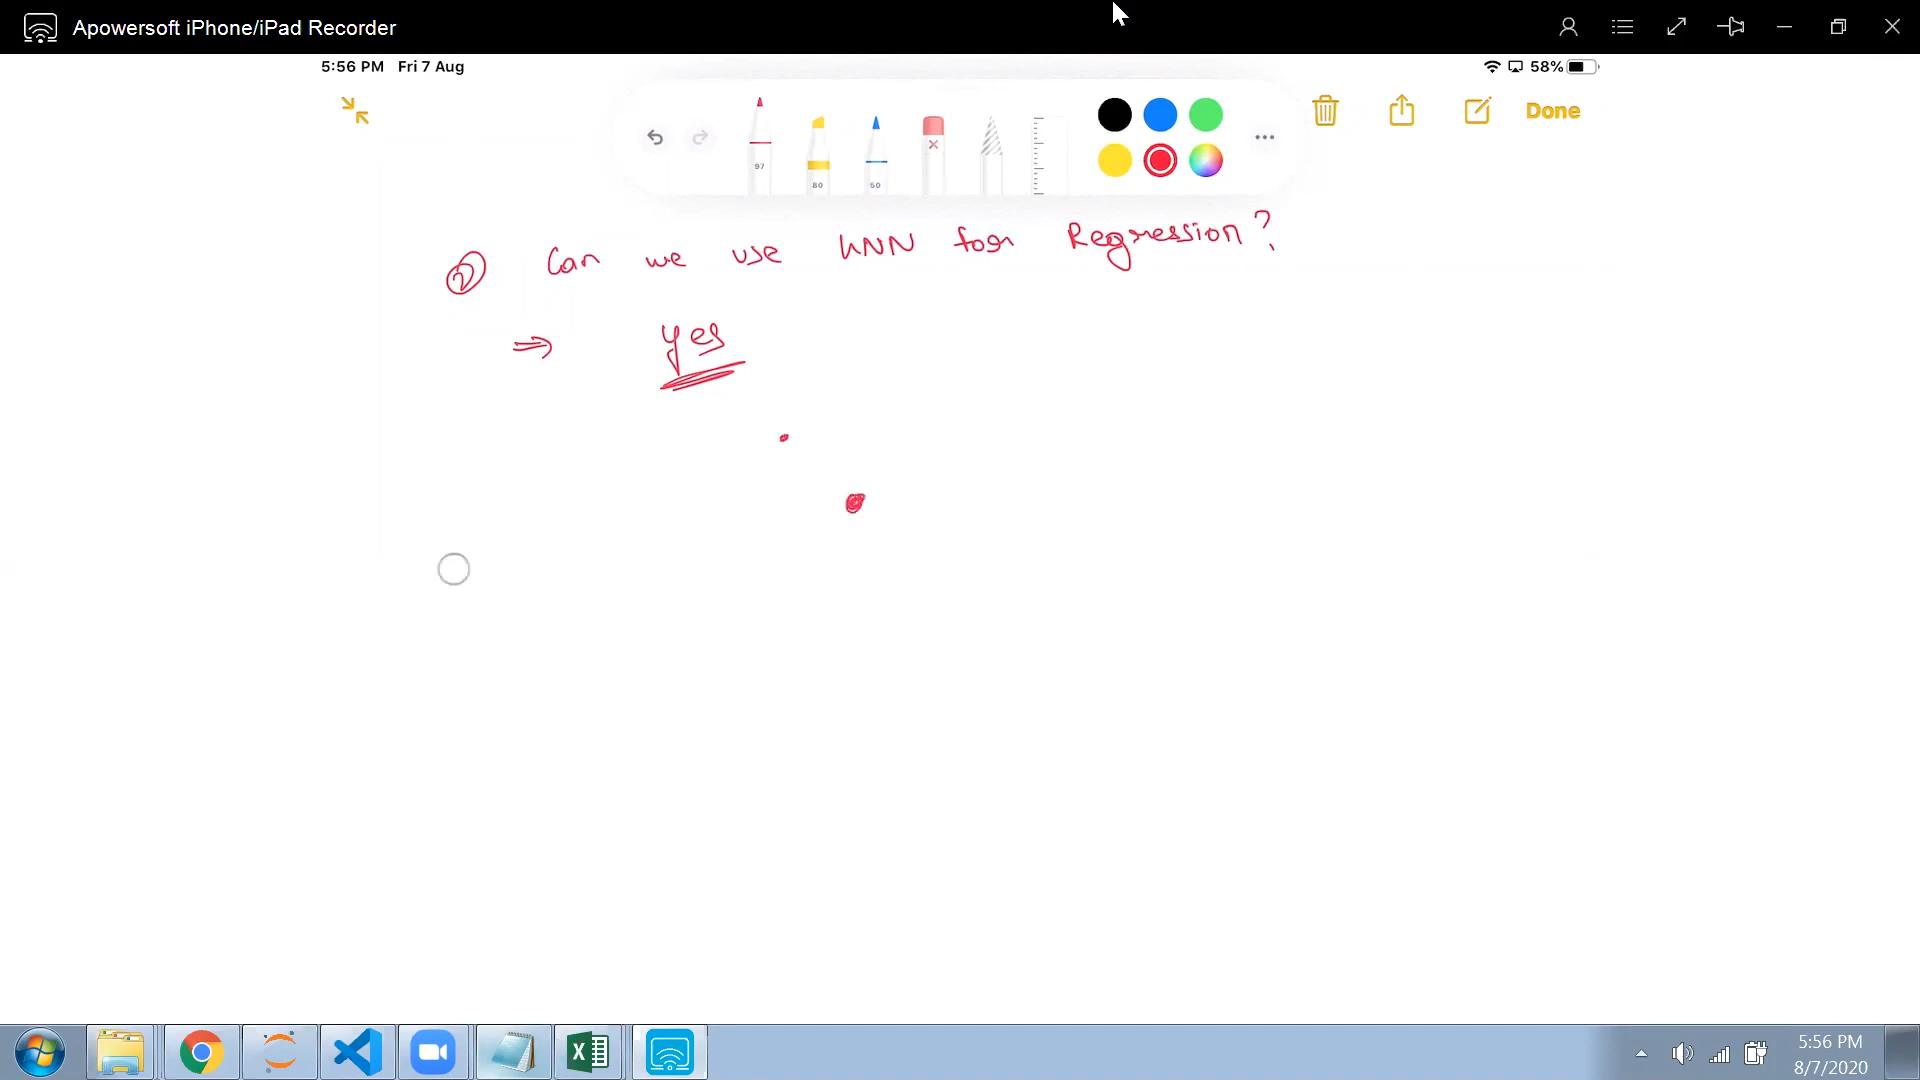 Apowersoft iPhone/iPad Recorder
5:56 PM Fri 7 Aug
58%
Done
97
80
50
② Can we use KNN for Regression?
⇒ yes
5:56 PM
8/7/2020